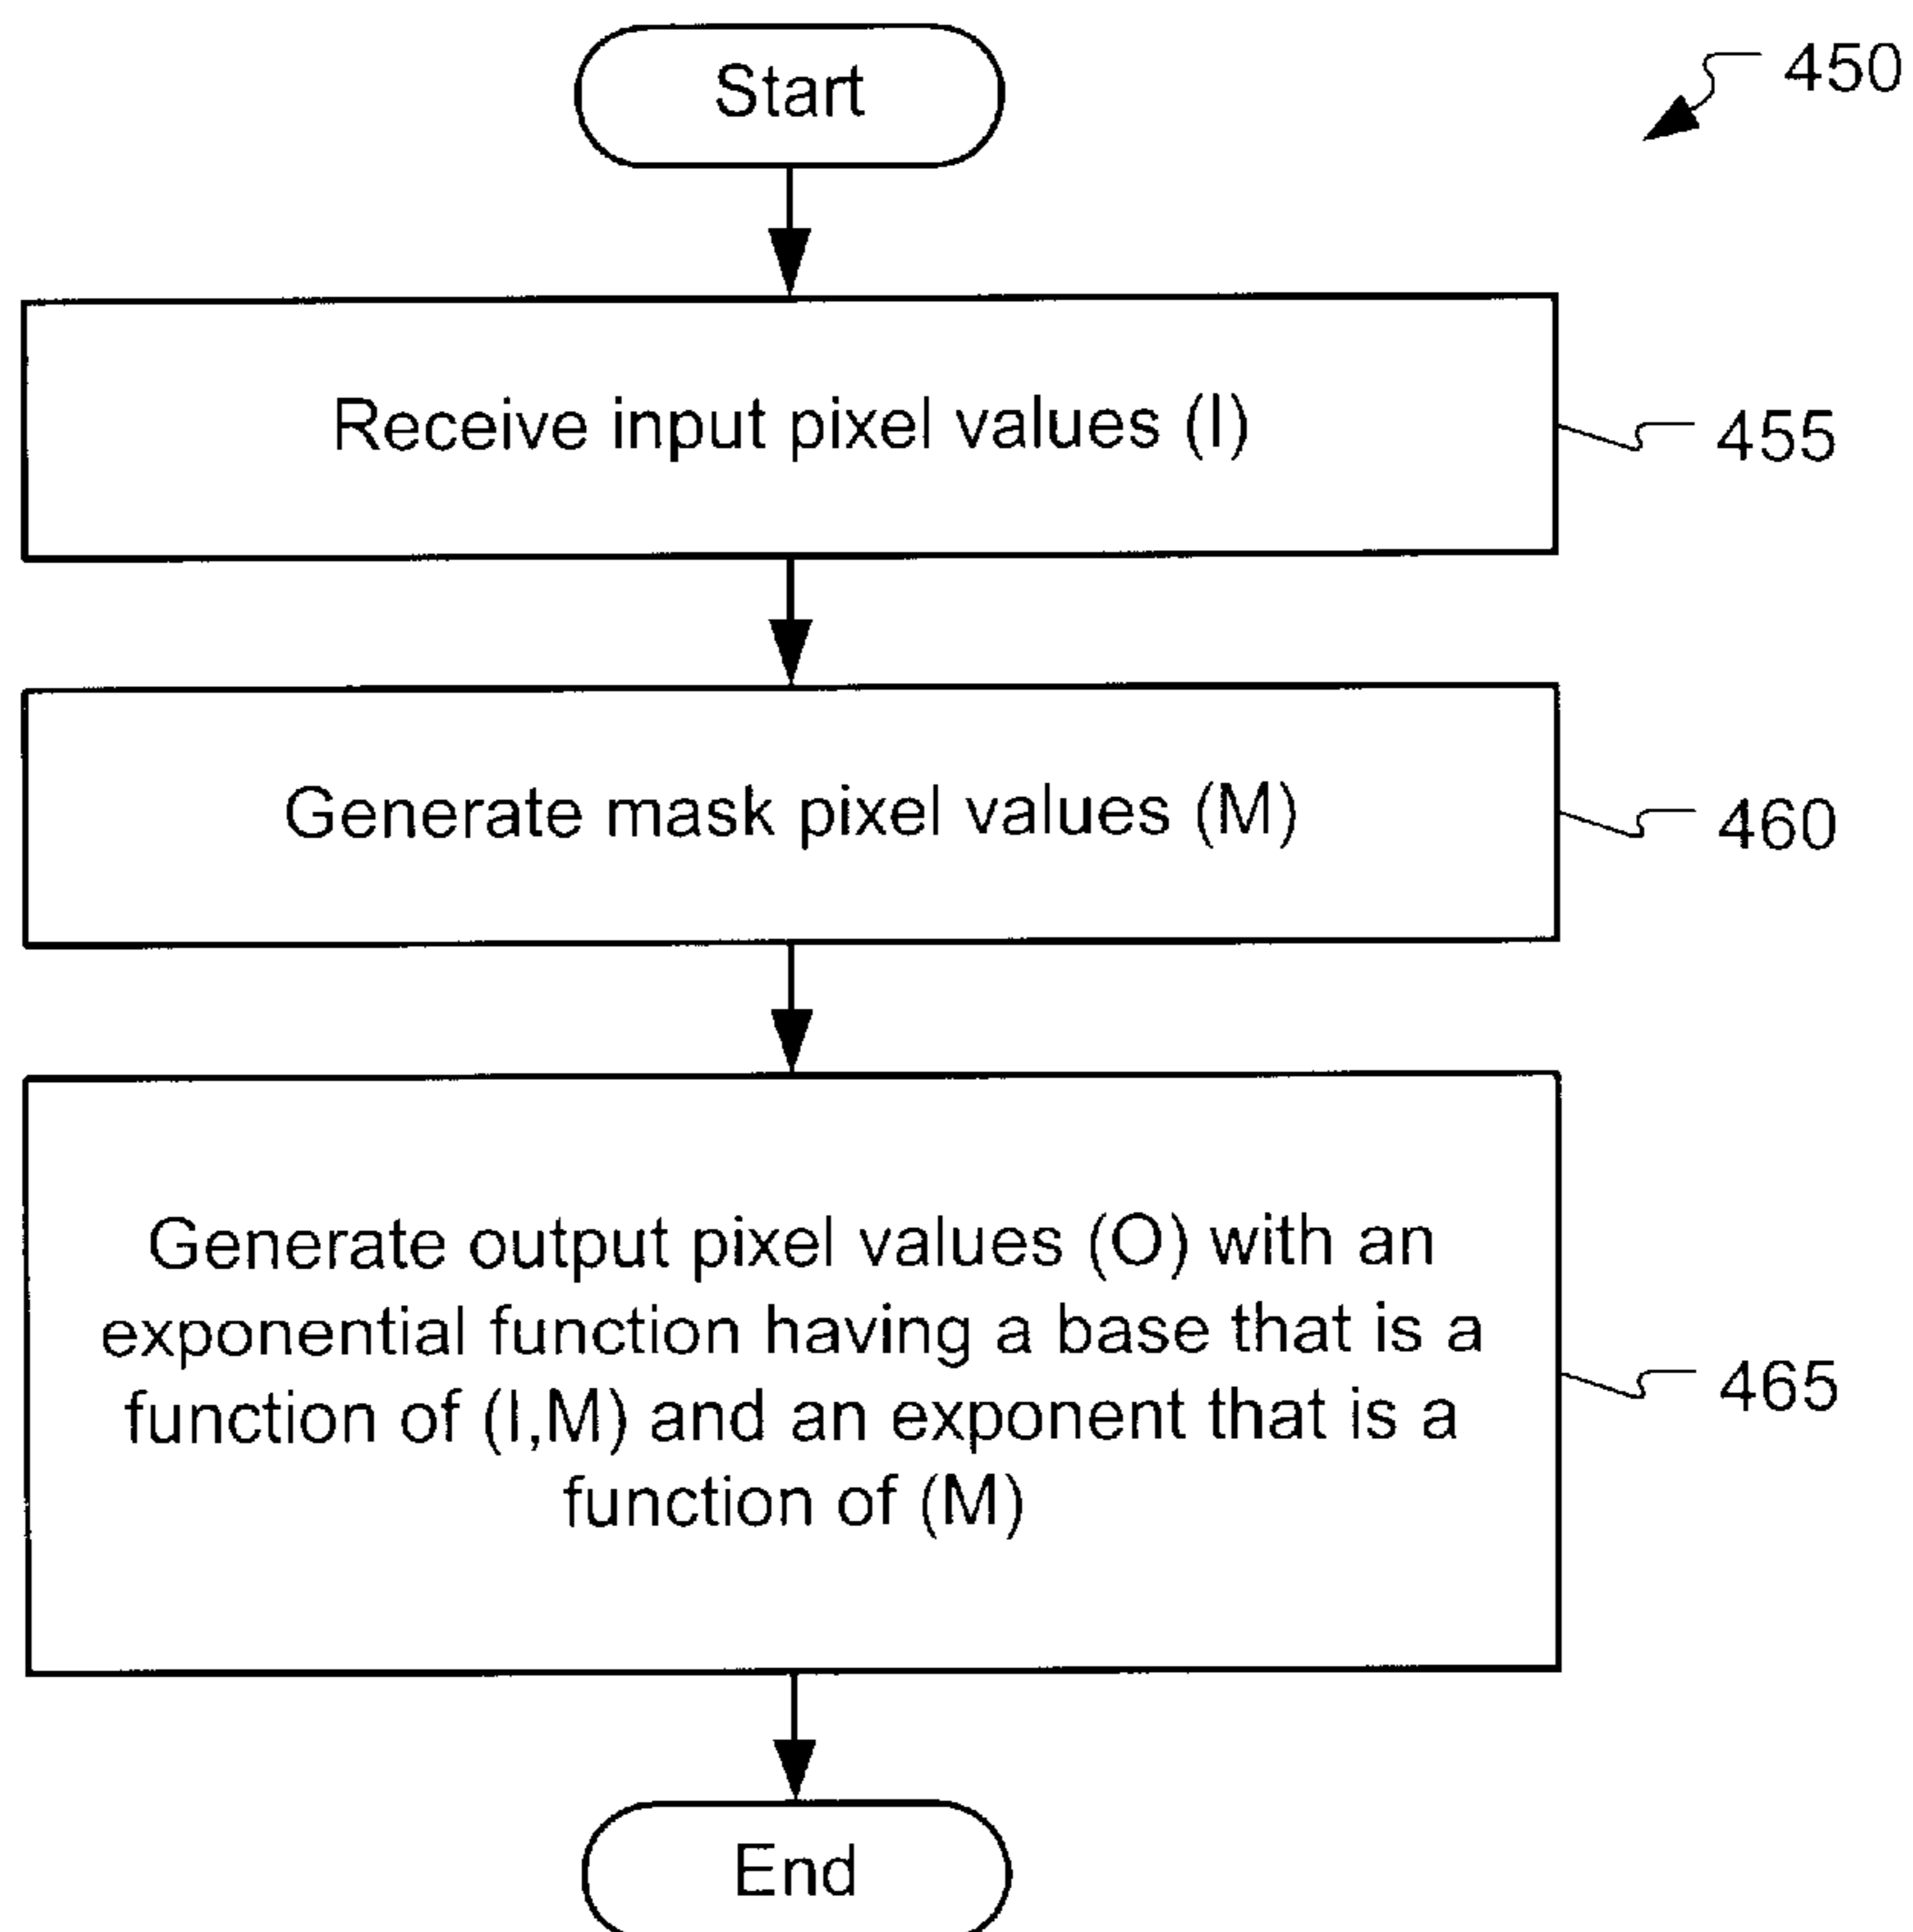 Start
450
Receive input pixel values (I)
455
Generate mask pixel values (M)
460
Generate output pixel values (O) with an
exponential function having a base that is a
function of (I,M) and an exponent that is a
function of (M)
465
End